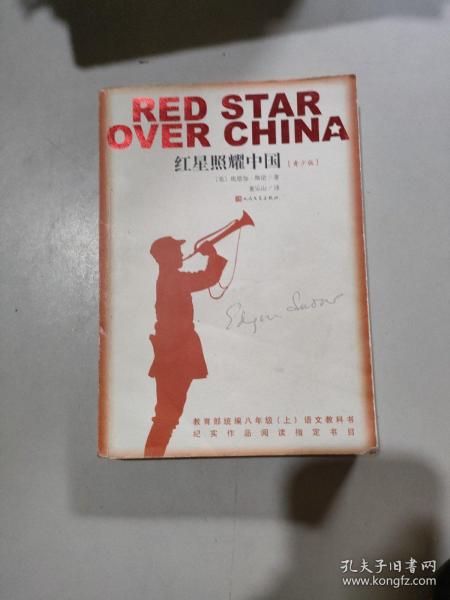 RED STAR
OVER CHINA
红星照耀中国 [青少版]
[美] 埃德加·斯诺/著
董乐山/译
人民文学出版社
Edgar Snow
教育部统编八年级(上)语文教科书
纪实作品阅读指定书目
孔夫子旧书网
www.kongfz.com